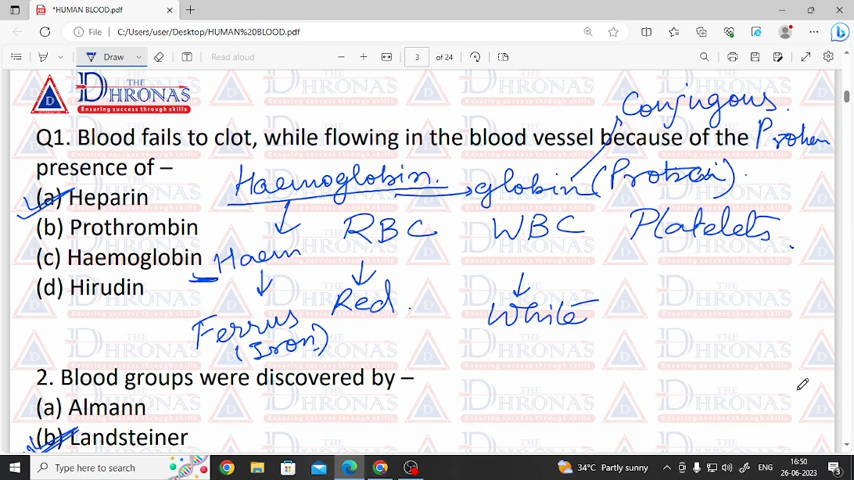 *HUMAN BLOOD.pdf
File C:/Users/user/Desktop/HUMAN%20BLOOD.pdf
Draw Read aloud 3 of 24
THE
DHRONAS
Ensuring success through skills
Conjugous
Q1. Blood fails to clot, while flowing in the blood vessel because of the Protien
presence of – Haemoglobin. globin (Protein).
(a) Heparin
(b) Prothrombin RBC WBC Platelets.
(c) Haemoglobin Haem
(d) Hirudin Red. White
Ferrus
(Iron)
2. Blood groups were discovered by –
(a) Almann
(b) Landsteiner
Type here to search 34°C Partly sunny ENG 16:50
26-06-2023 3